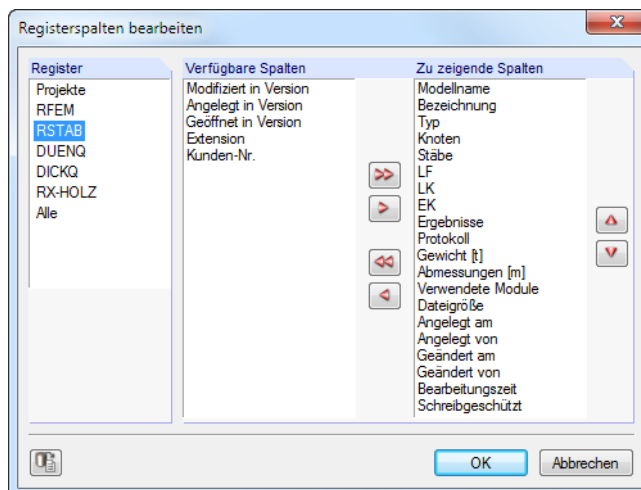 Registerspalten bearbeiten
Register
Projekte
RFEM
RSTAB
DUENQ
DICKQ
RX-HOLZ
Alle
Verfügbare Spalten
Modifiziert in Version
Angelegt in Version
Geöffnet in Version
Extension
Kunden-Nr.
Zu zeigende Spalten
Modellname
Bezeichnung
Typ
Knoten
Stäbe
LF
LK
EK
Ergebnisse
Protokoll
Gewicht [t]
Abmessungen [m]
Verwendete Module
Dateigröße
Angelegt am
Angelegt von
Geändert am
Geändert von
Bearbeitungszeit
Schreibgeschützt
OK
Abbrechen